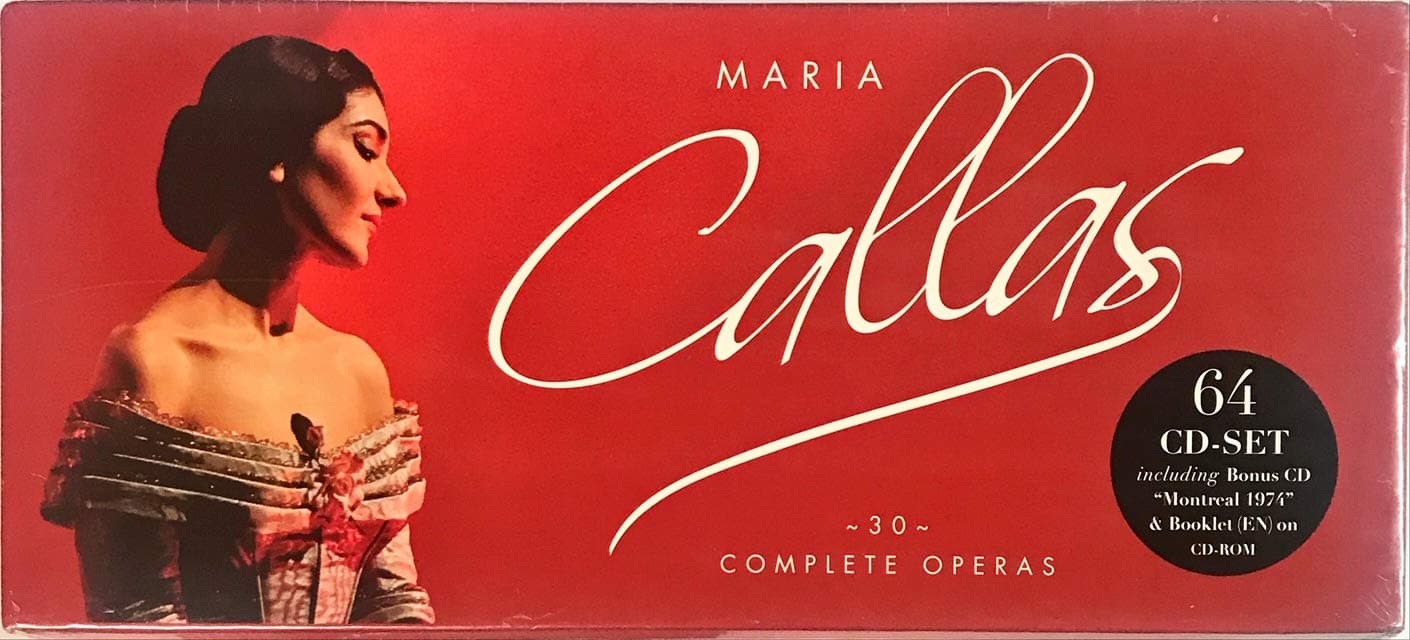 MARIA
Callas
~30~
COMPLETE OPERAS
64
CD-SET
including Bonus CD
“Montreal 1974”
& Booklet (EN) on
CD-ROM